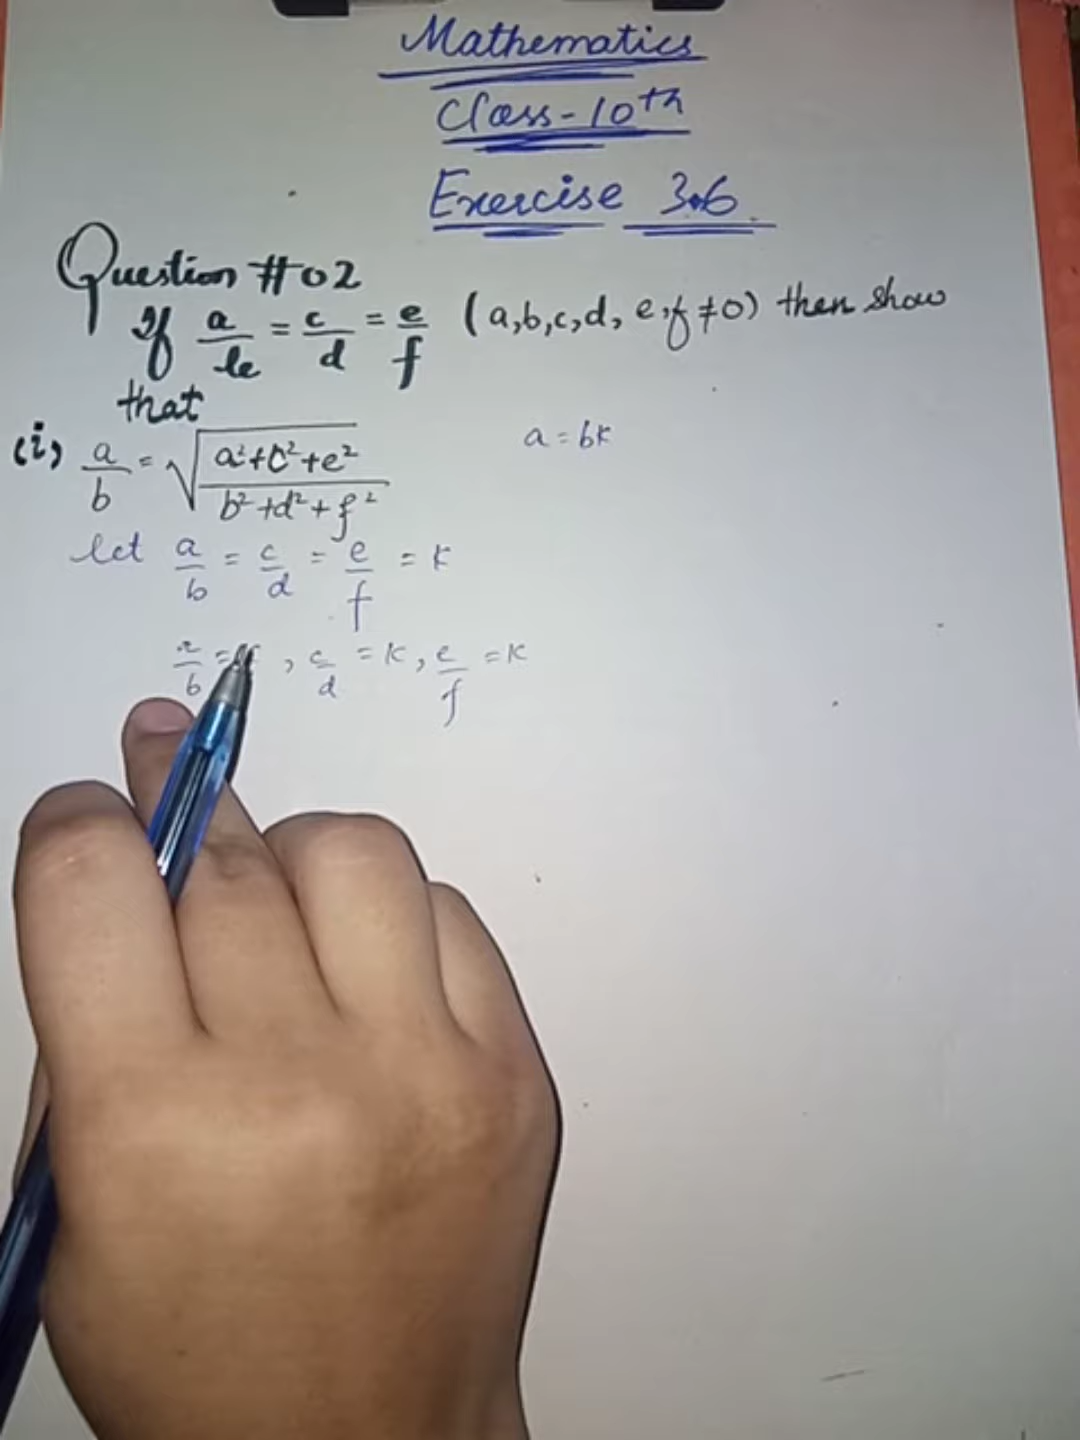 Mathematics
Class-10th
Exercise 3.6
Question #02
If a/b = c/d = e/f (a,b,c,d, e,f ≠0) then show
that
(i) a/b = √(a²+c²+e²/b²+d²+f²)
a = bk
let a/b = c/d = e/f = k
a/b = , c/d = k, e/f = k